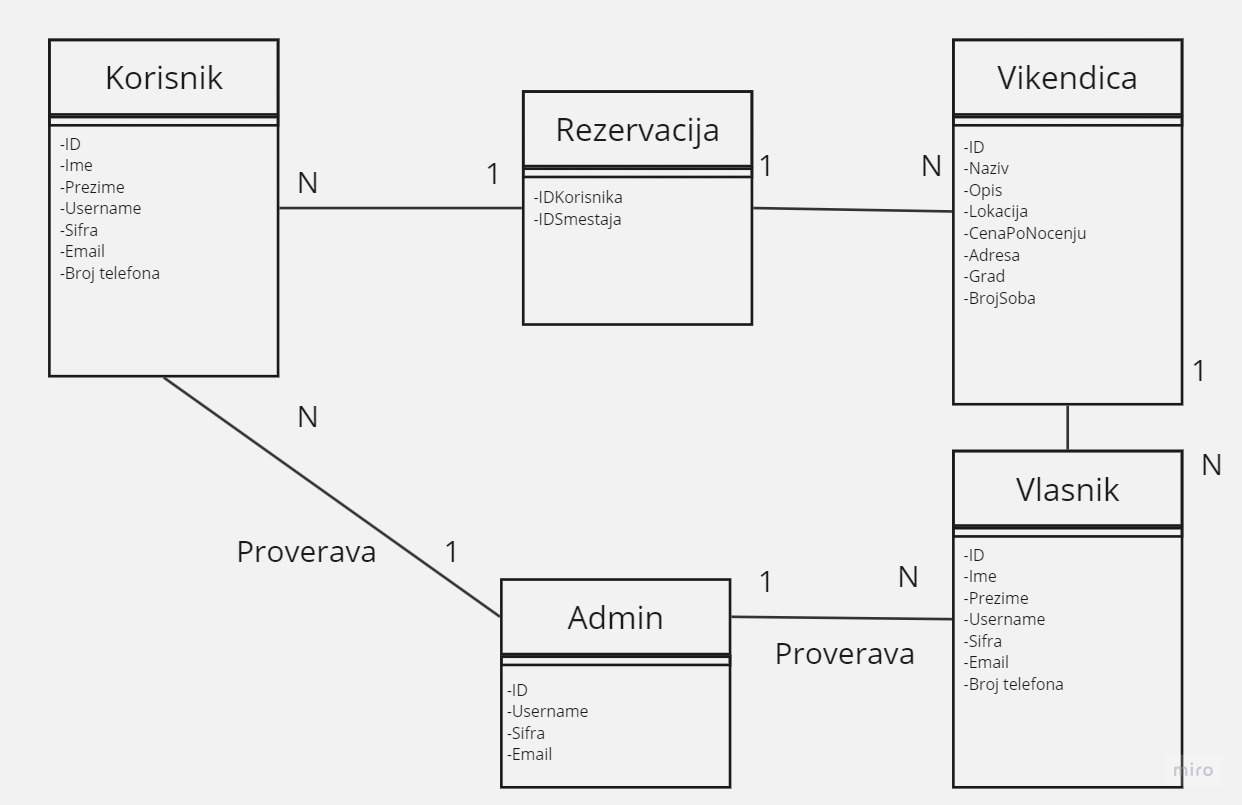 Korisnik
-ID
-Ime
-Prezime
-Username
-Sifra
-Email
-Broj telefona
N
1
Rezervacija
-IDKorisnika
-IDSmestaja
1
N
Vikendica
-ID
-Naziv
-Opis
-Lokacija
-CenaPoNocenju
-Adresa
-Grad
-BrojSoba
1
N
Vlasnik
-ID
-Ime
-Prezime
-Username
-Sifra
-Email
-Broj telefona
N
Proverava
1
Admin
-ID
-Username
-Sifra
-Email
1
N
Proverava
miro